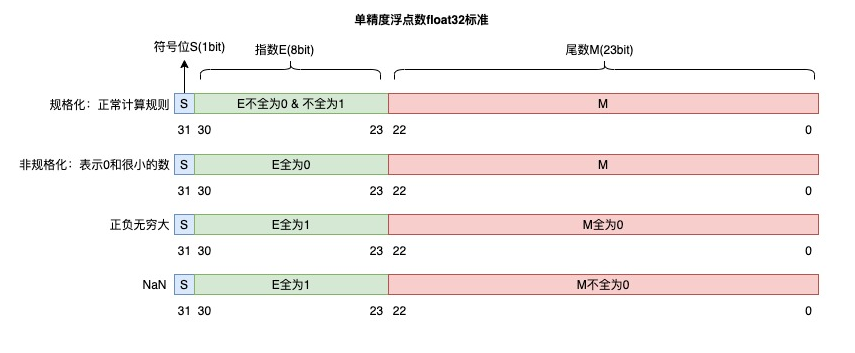 单精度浮点数float32标准
符号位S(1bit)
指数E(8bit)
尾数M(23bit)
规格化：正常计算规则
S
E不全为0 & 不全为1
M
31 30
23 22
0
非规格化：表示0和很小的数
S
E全为0
M
31 30
23 22
0
正负无穷大
S
E全为1
M全为0
31 30
23 22
0
NaN
S
E全为1
M不全为0
31 30
23 22
0